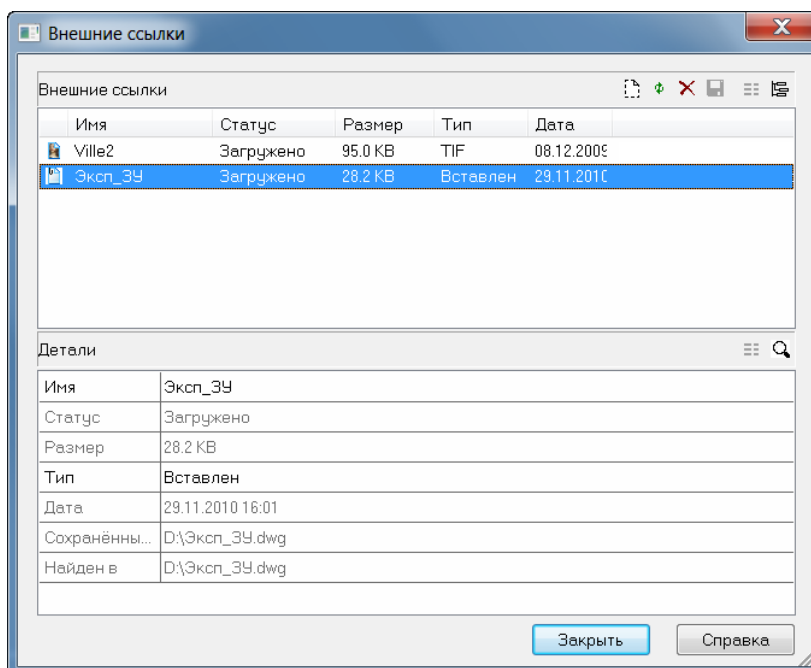 Внешние ссылки
Внешние ссылки
Имя Статус Размер Тип Дата
Ville2 Загружено 95.0 KB TIF 08.12.2009
Эксп_ЗУ Загружено 28.2 KB Вставлен 29.11.2010
Детали
Имя Эксп_ЗУ
Статус Загружено
Размер 28.2 KB
Тип Вставлен
Дата 29.11.2010 16:01
Сохранённы... D:\Эксп_ЗУ.dwg
Найден в D:\Эксп_ЗУ.dwg
Закрыть Справка